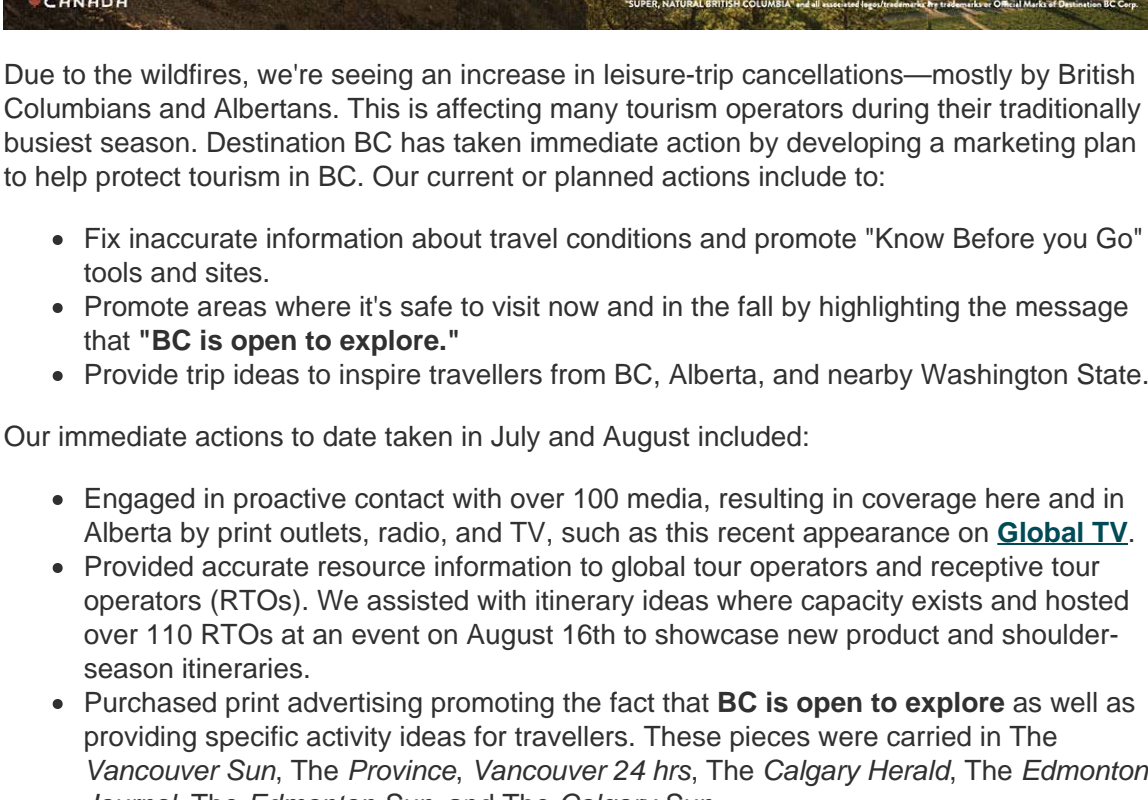 CANADA
"SUPER, NATURAL BRITISH COLUMBIA" and all associated logos/trademarks are trademarks or Official Marks of Destination BC Corp.
Due to the wildfires, we're seeing an increase in leisure-trip cancellations—mostly by British
Columbians and Albertans. This is affecting many tourism operators during their traditionally
busiest season. Destination BC has taken immediate action by developing a marketing plan
to help protect tourism in BC. Our current or planned actions include to:
• Fix inaccurate information about travel conditions and promote "Know Before you Go"
tools and sites.
• Promote areas where it's safe to visit now and in the fall by highlighting the message
that "BC is open to explore."
• Provide trip ideas to inspire travellers from BC, Alberta, and nearby Washington State.
Our immediate actions to date taken in July and August included:
• Engaged in proactive contact with over 100 media, resulting in coverage here and in
Alberta by print outlets, radio, and TV, such as this recent appearance on Global TV.
• Provided accurate resource information to global tour operators and receptive tour
operators (RTOs). We assisted with itinerary ideas where capacity exists and hosted
over 110 RTOs at an event on August 16th to showcase new product and shoulder-
season itineraries.
• Purchased print advertising promoting the fact that BC is open to explore as well as
providing specific activity ideas for travellers. These pieces were carried in The
Vancouver Sun, The Province, Vancouver 24 hrs, The Calgary Herald, The Edmonton
Journal, The Edmonton Sun, and The Calgary Sun.